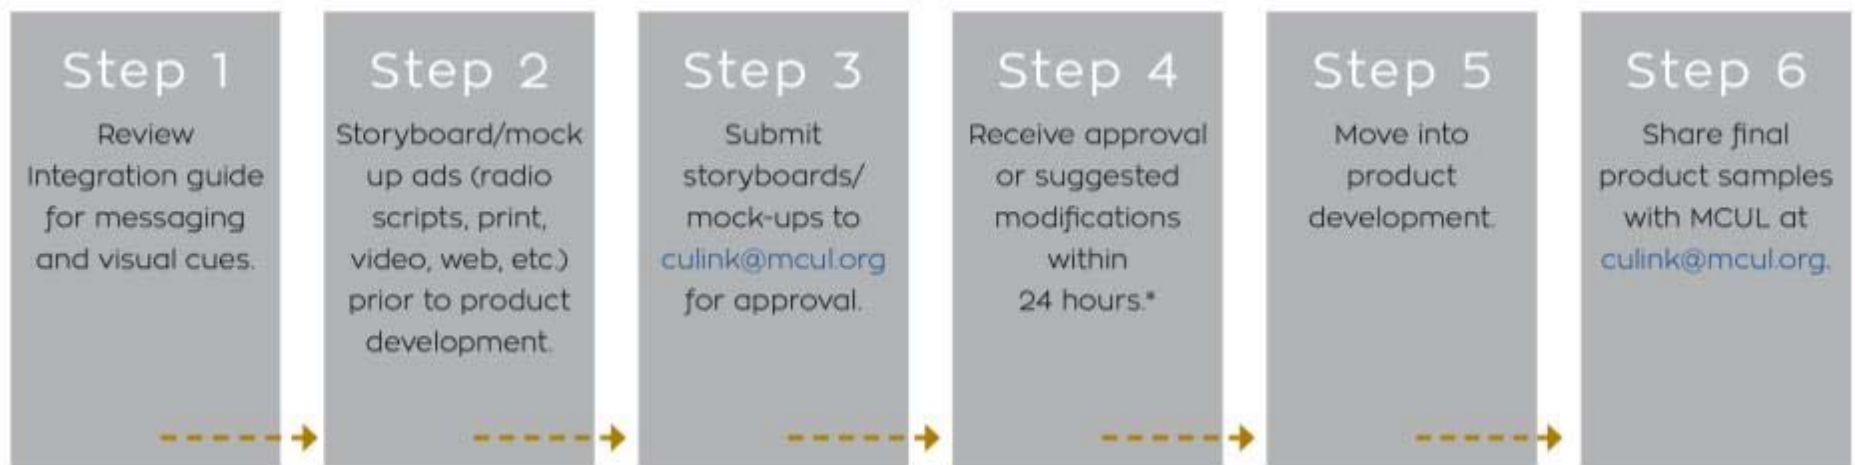 Step 1
Review
Integration guide
for messaging
and visual cues.
Step 2
Storyboard/mock
up ads (radio
scripts, print,
video, web, etc.)
prior to product
development.
Step 3
Submit
storyboards/
mock-ups to
culink@mcul.org
for approval.
Step 4
Receive approval
or suggested
modifications
within
24 hours.*
Step 5
Move into
product
development.
Step 6
Share final
product samples
with MCUL at
culink@mcul.org.